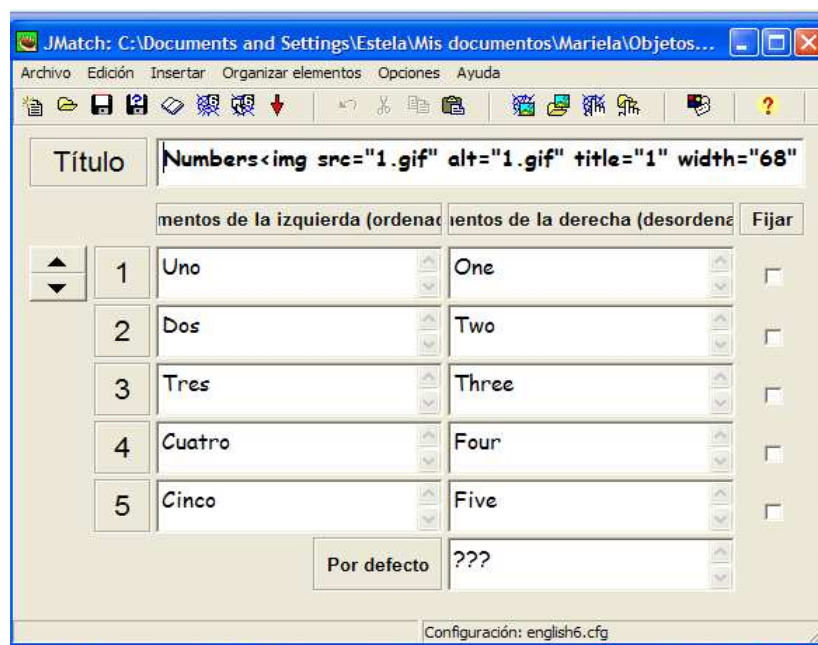 JMatch: C:\Documents and Settings\Estela\Mis documentos\Mariela\Objetos...
Archivo Edición Insertar Organizar elementos Opciones Ayuda
Título Numbers<img src="1.gif" alt="1.gif" title="1" width="68"
mentos de la izquierda (ordenad entos de la derecha (desordena Fijar
1 Uno One
2 Dos Two
3 Tres Three
4 Cuatro Four
5 Cinco Five
Por defecto ???
Configuración: english6.cfg